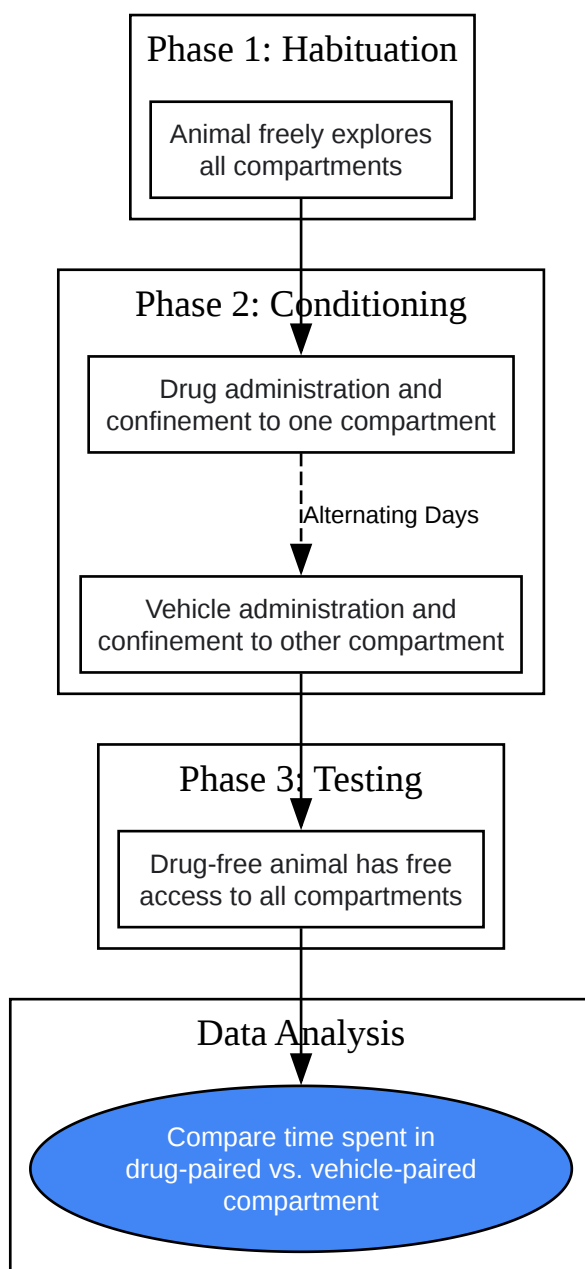 Phase 1: Habituation
Animal freely explores
all compartments
Phase 2: Conditioning
Drug administration and
confinement to one compartment
Alternating Days
Vehicle administration and
confinement to other compartment
Phase 3: Testing
Drug-free animal has free
access to all compartments
Data Analysis
Compare time spent in
drug-paired vs. vehicle-paired
compartment